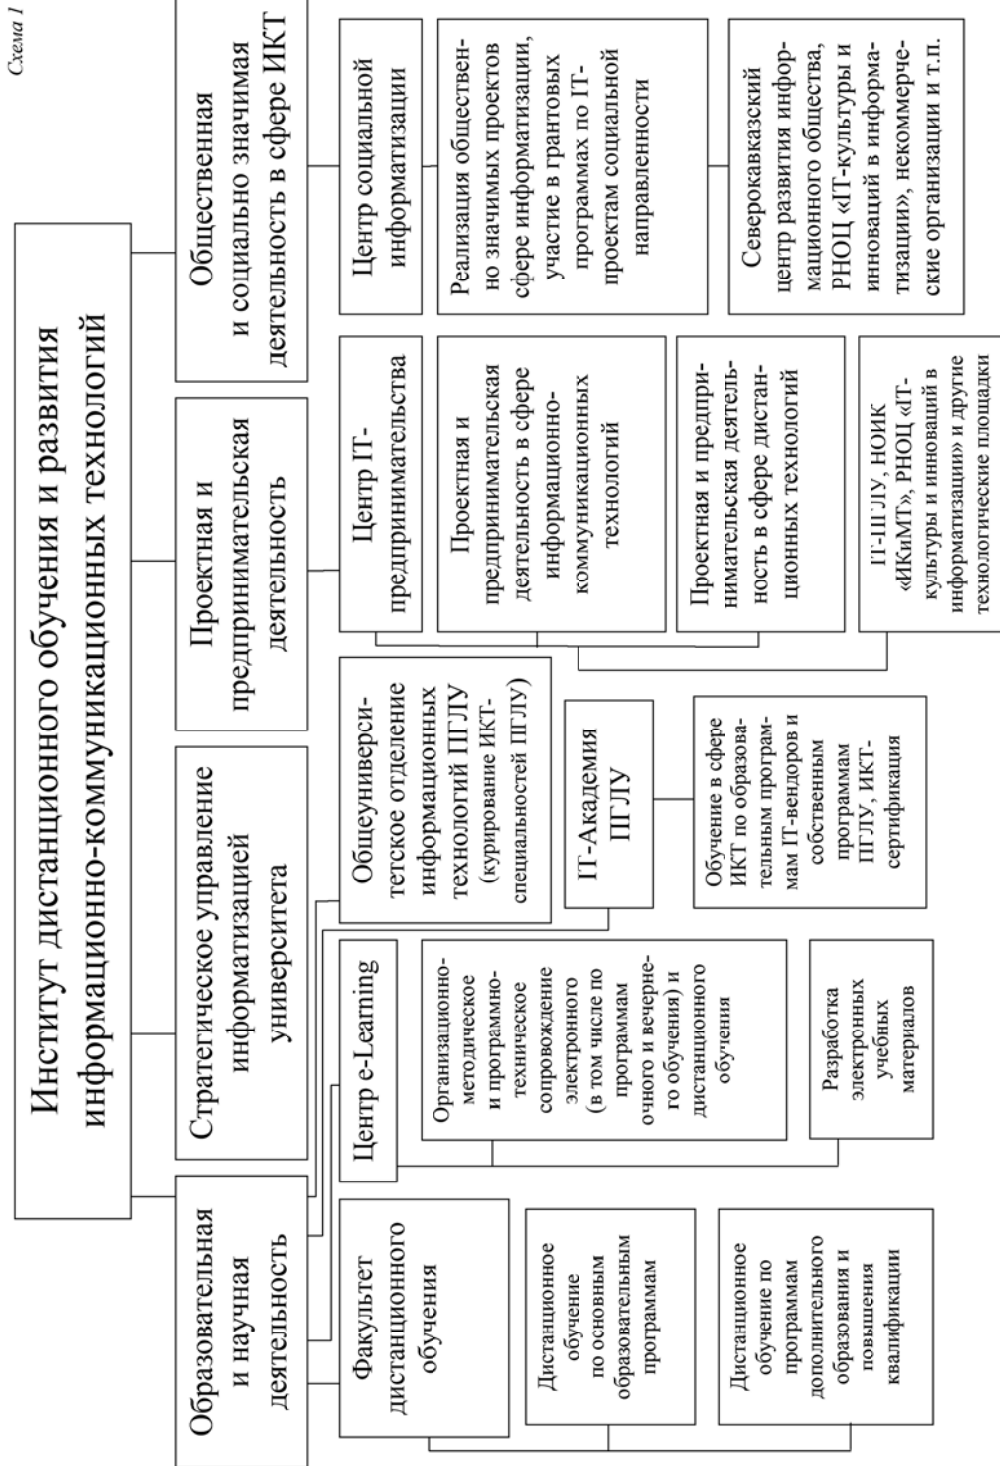 Схема 1
Институт дистанционного обучения и развития
информационно-коммуникационных технологий
Образовательная
и научная
деятельность
Стратегическое управление
информатизацией
университета
Проектная и
предпринимательская
деятельность
Общественная
и социально значимая
деятельность в сфере ИКТ
Факультет
дистанционного
обучения
Дистанционное
обучение
по основным
образовательным
программам
Дистанционное
обучение по
программам
дополнительного
образования и
повышения
квалификации
Центр e-Learning
Организационно-
методическое
и программно-
техническое
сопровождение
электронного
(в том числе по
программам
очного и вечерне-
го обучения) и
дистанционного
обучения
Разработка
электронных
учебных
материалов
Общеуниверси-
тетское отделение
информационных
технологий ПГЛУ
(курирование ИКТ-
специальностей ПГЛУ)
IT-Академия
ПГЛУ
Обучение в сфере
ИКТ по образова-
тельным програм-
мам IT-вендоров и
собственным
программам
ПГЛУ, ИКТ-
сертификация
Центр IT-
предпринимательства
Проектная и
предпринимательская
деятельность в сфере
информационно-
коммуникационных
технологий
Проектная и предпри-
нимательская деятель-
ность в сфере дистан-
ционных технологий
IT-ПГЛУ, НОИК
«ИКиМТ», РНОЦ «IT-
культуры и инноваций в
информатизации» и другие
технологические площадки
Центр социальной
информатизации
Реализация обществен-
но значимых проектов
сфере информатизации,
участие в грантовых
программах по IT-
проектам социальной
направленности
Северокавказский
центр развития инфор-
мационного общества,
РНОЦ «IT-культуры и
инноваций в информа-
тизации», некоммерче-
ские организации и т.п.